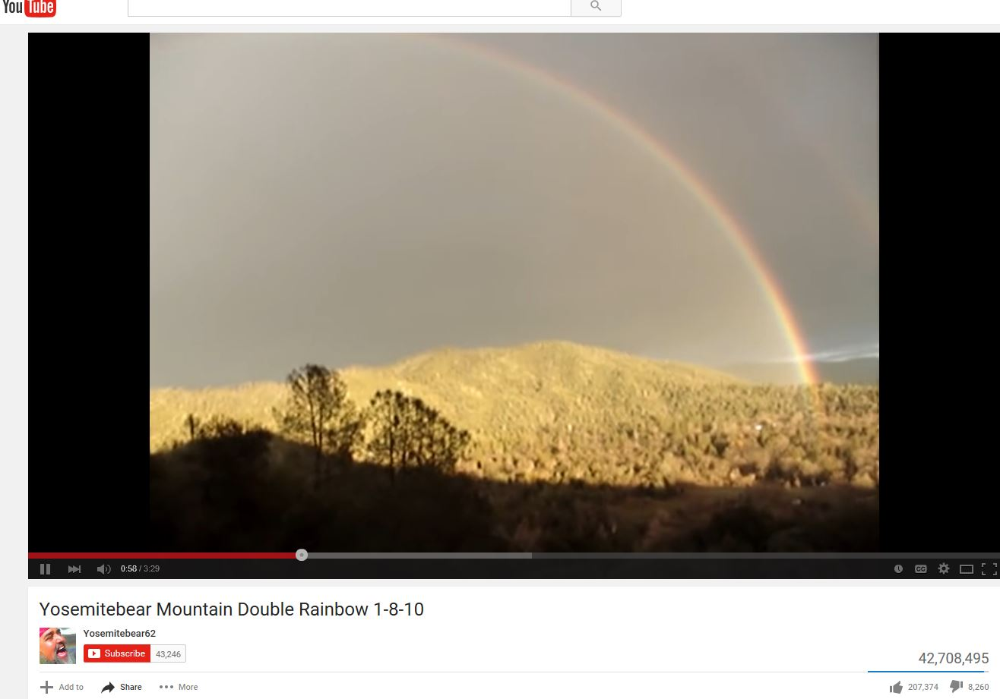 YouTube
0:58 / 3:29
CC
Yosemitebear Mountain Double Rainbow 1-8-10
Yosemitebear62
Subscribe 43,246
42,708,495
Add to Share More
207,374 8,260